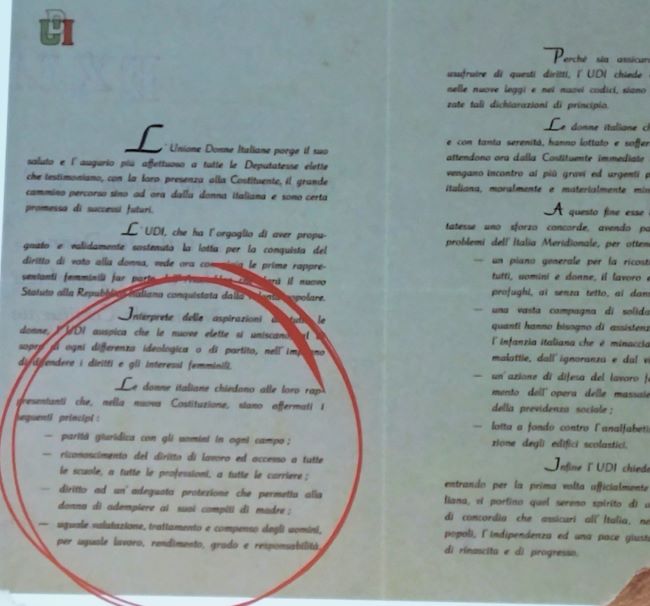 UDI
L'Unione Donne Italiane porge il suo
saluto e l'augurio più affettuoso a tutte le Deputatesse elette
che testimoniano, con la loro presenza alla Costituente, il grande
cammino percorso sino ad ora dalla donna italiana e sono certa
promessa di successi futuri.
L'UDI, che ha l'orgoglio di aver propu-
gnato e validamente sostenuta la lotta per la conquista del
diritto di voto alla donna, vede ora le prime rappre-
sentanti femminili far parte il nuovo
Statuto alla Repubblica italiana conquistata dalla popolare.
Interprete delle aspirazioni di tutte le
donne, l'UDI auspica che le nuove elette si uniscano al di
sopra di ogni differenza ideologica o di partito, nell'impegno
di difendere i diritti e gli interessi femminili.
Le donne italiane chiedono alle loro rap-
presentanti che, nella nuova Costituzione, siano affermati i
seguenti principi :
— parità giuridica con gli uomini in ogni campo ;
— riconoscimento del diritto di lavoro ed accesso a tutte
le scuole, a tutte le professioni, a tutte le carriere ;
— diritto ad un'adeguata protezione che permetta alla
donna di adempiere ai suoi compiti di madre ;
— uguale valutazione, trattamento e compenso degli uomini,
per uguale lavoro, rendimento, grado e responsabilità.
Perchè sia assicur
usufruire di questi diritti, l'UDI chiede
nelle nuove leggi e nei nuovi codici, siano
zate tali dichiarazioni di principio.
Le donne italiane ch
e con tanta serenità, hanno lottato e soffer
attendono ora dalla Costituente immediate
vengano incontro ai più gravi ed urgenti p
italiana, moralmente e materialmente min
A questo fine esse
tatesse uno sforzo concorde, avendo pa
problemi dell'Italia Meridionale, per otten
— un piano generale per la ricost
tutti, uomini e donne, il lavoro e
profughi, ai senza tetto, ai dan
— una vasta campagna di solida
quanti hanno bisogno di assistenz
l'infanzia italiana che è minaccia
malattie, dall'ignoranza e dal v
— un'azione di difesa del lavoro f
mento dell'opera delle massaie
della previdenza sociale ;
— lotta a fondo contro l'analfabeti
zione degli edifici scolastici.
Infine l'UDI chied
entrando per la prima volta ufficialmente
liana, vi portino quel sereno spirito di u
di concordia che assicuri all'Italia, ne
popoli, l'indipendenza ed una pace giusta
di rinascita e di progresso.